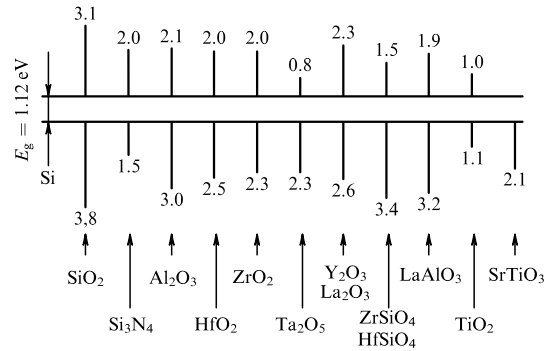 3.1
2.0
2.1
2.0
2.0
0.8
2.3
1.5
1.9
1.0
E_g = 1.12 eV
Si
3,8
1.5
3.0
2.5
2.3
2.3
2.6
3.4
3.2
1.1
2.1
SiO₂
Al₂O₃
ZrO₂
Y₂O₃
La₂O₃
LaAlO₃
SrTiO₃
Si₃N₄
HfO₂
Ta₂O₅
ZrSiO₄
HfSiO₄
TiO₂